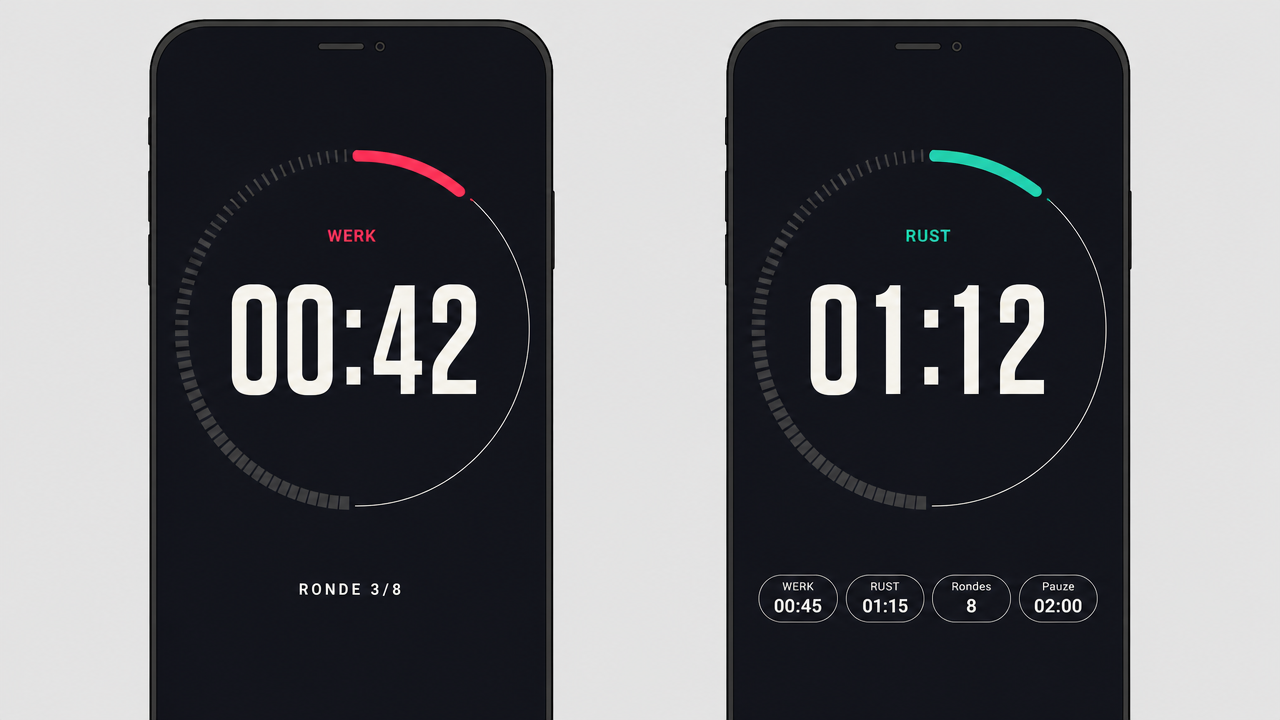 WERK
00:42
RONDE 3/8
RUST
01:12
WERK
00:45
RUST
01:15
Rondes
8
Pauze
02:00